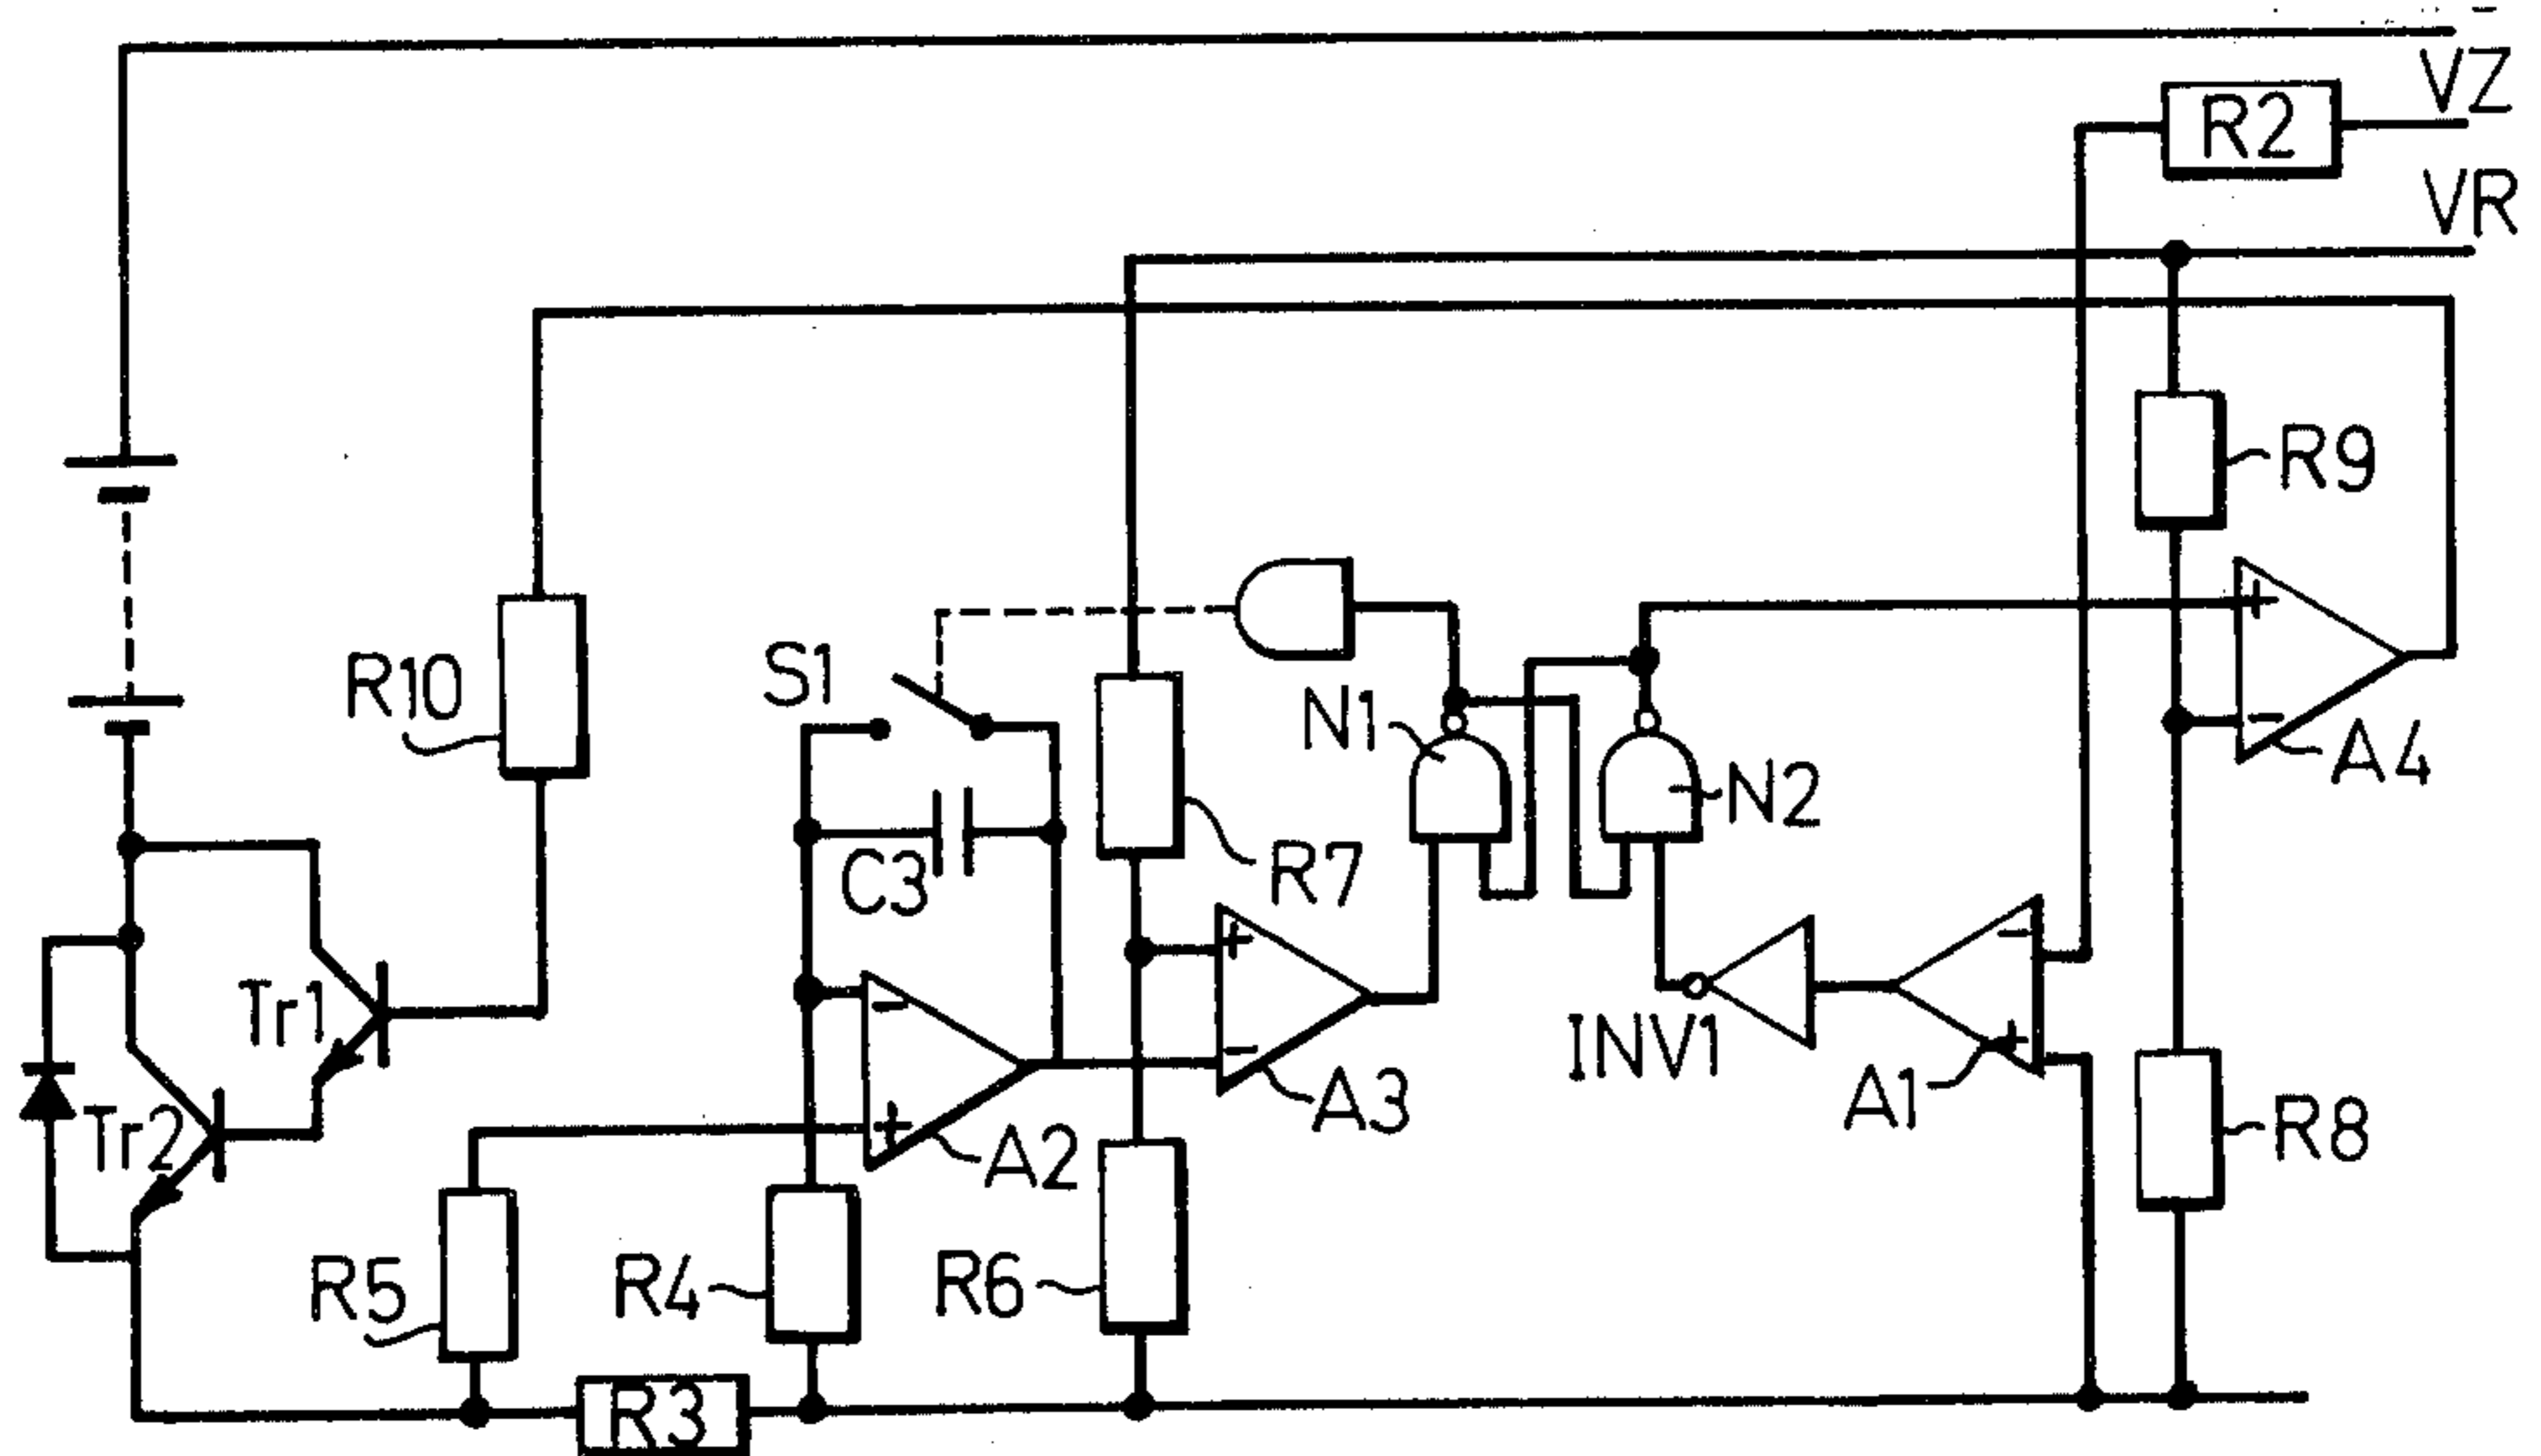 VZ
R2
VR
R9
R10
S1
N1
N2
A4
C3
R7
Tr1
INV1
A1
Tr2
A2
A3
R8
R5
R4
R6
R3